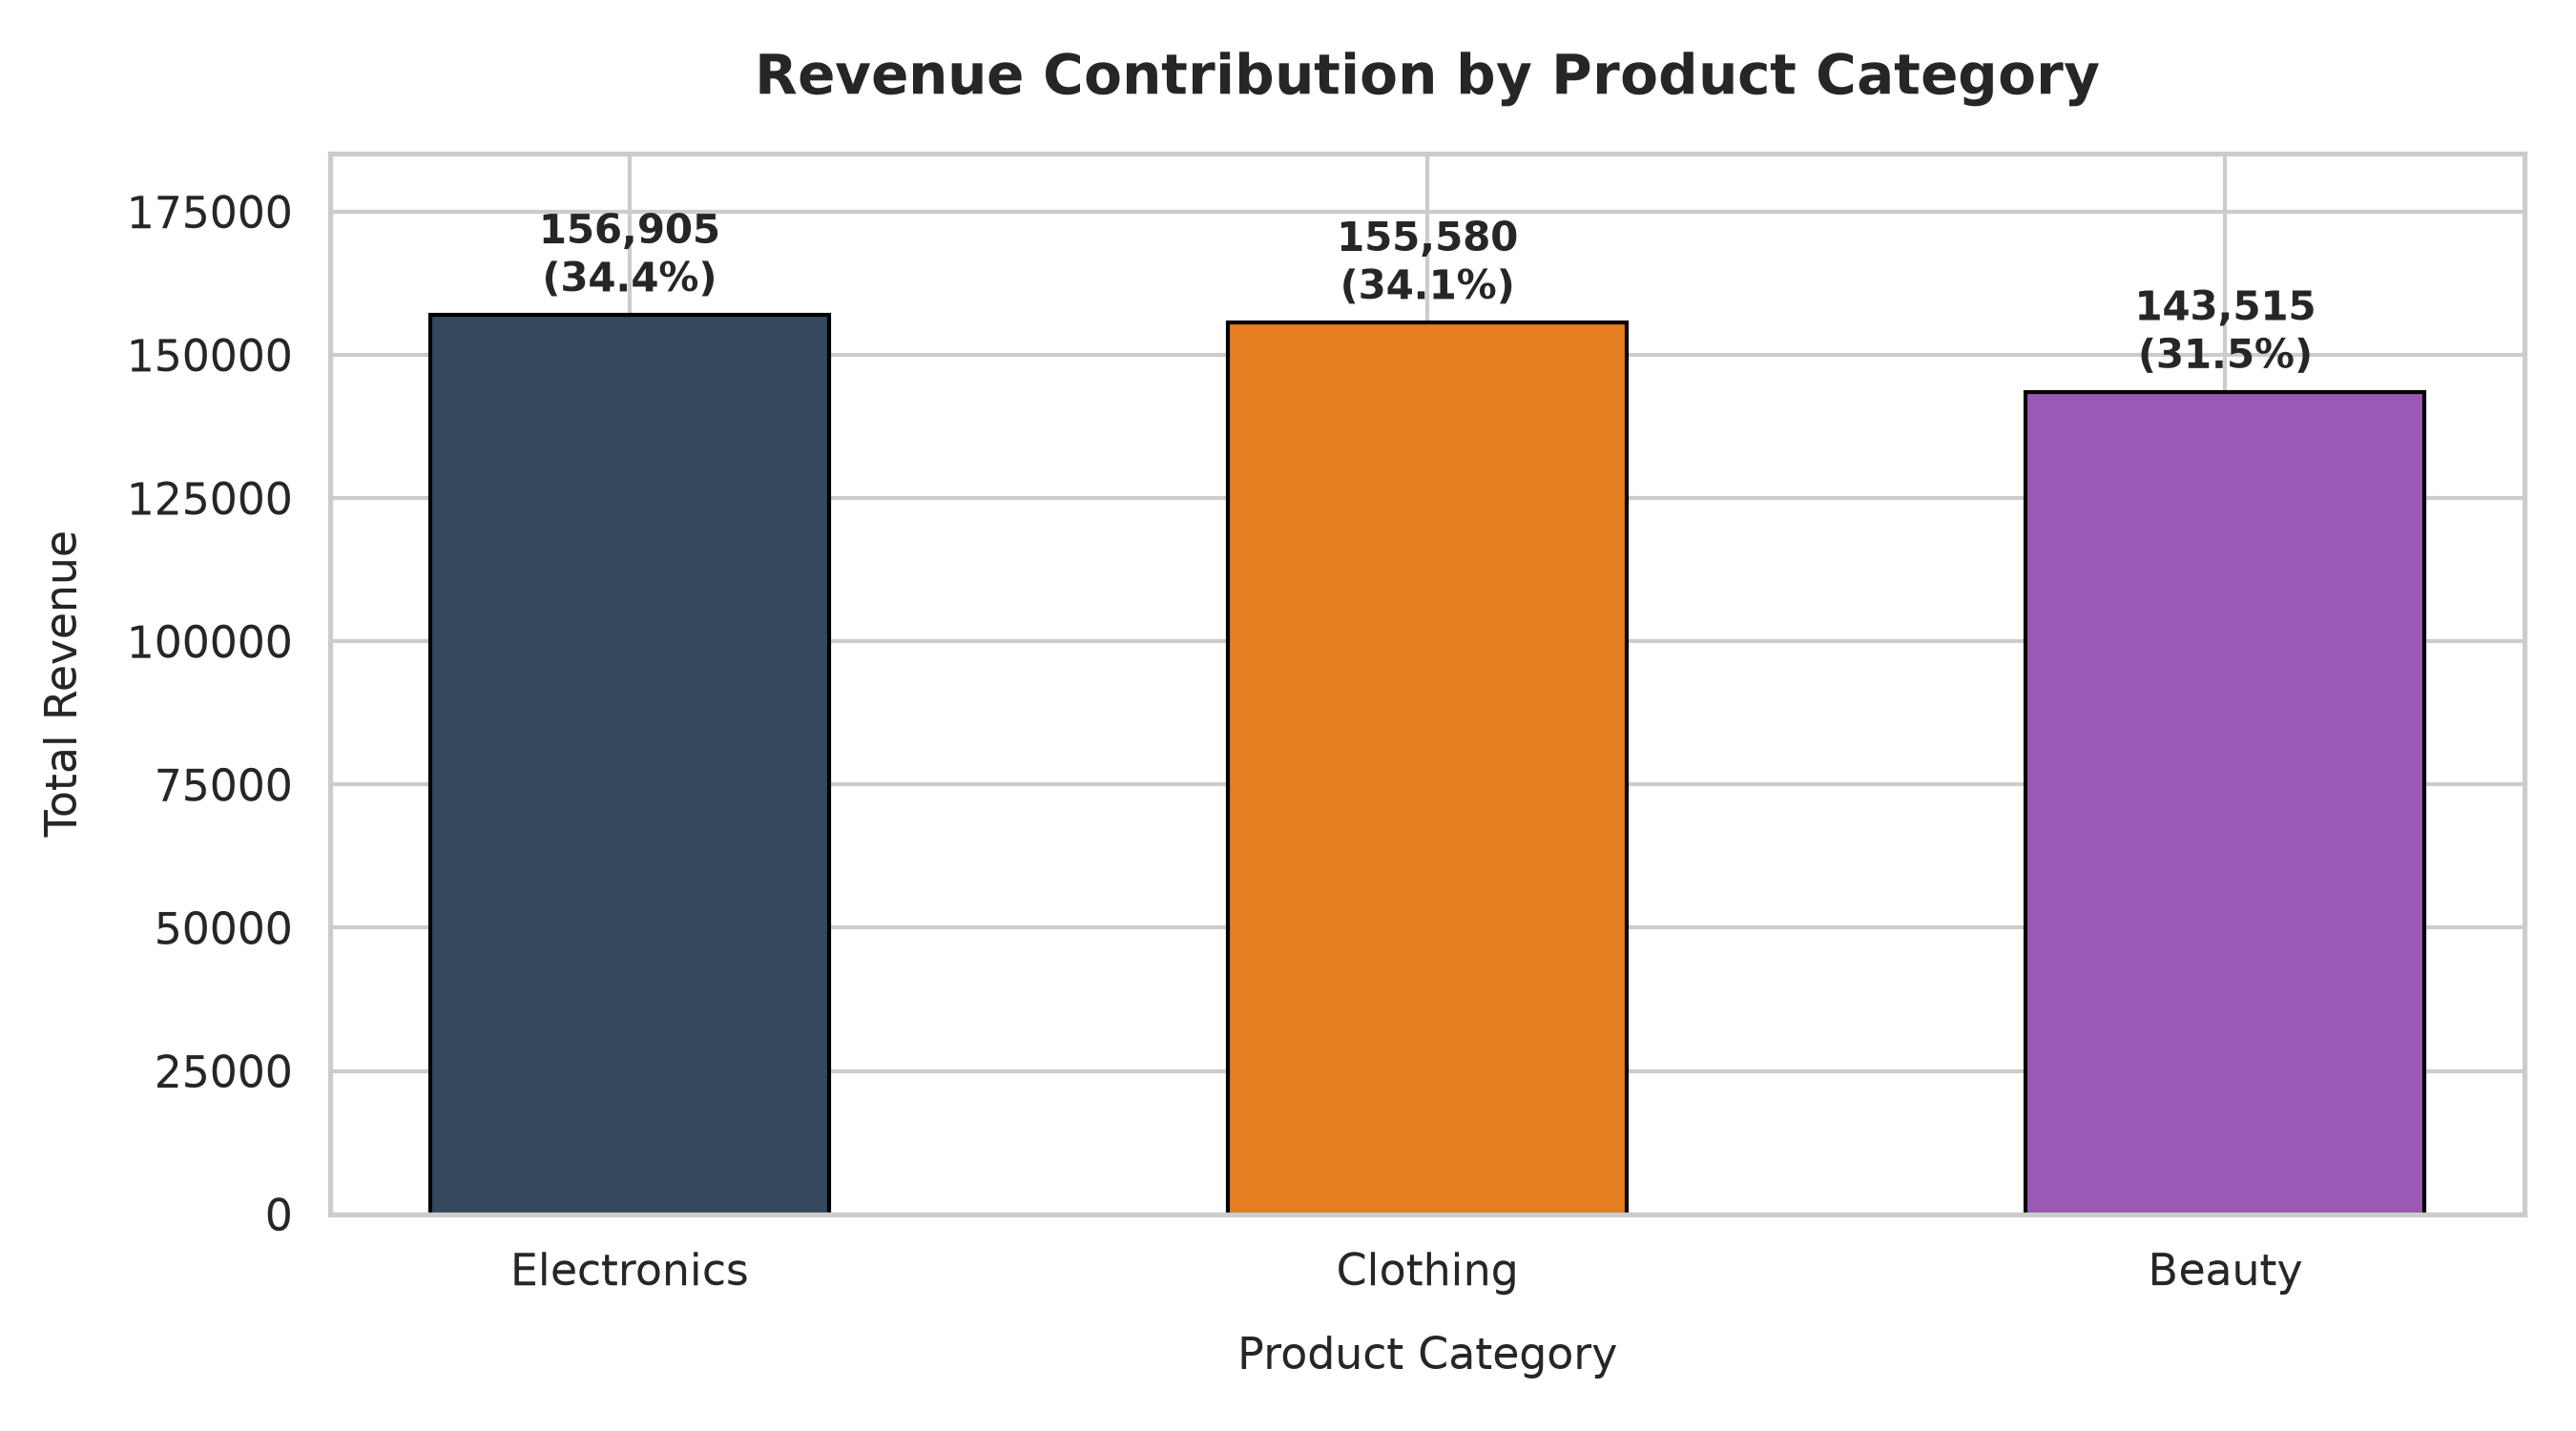 Revenue Contribution by Product Category
Total Revenue
175000
150000
125000
100000
75000
50000
25000
0
156,905
(34.4%)
155,580
(34.1%)
143,515
(31.5%)
Electronics
Clothing
Beauty
Product Category